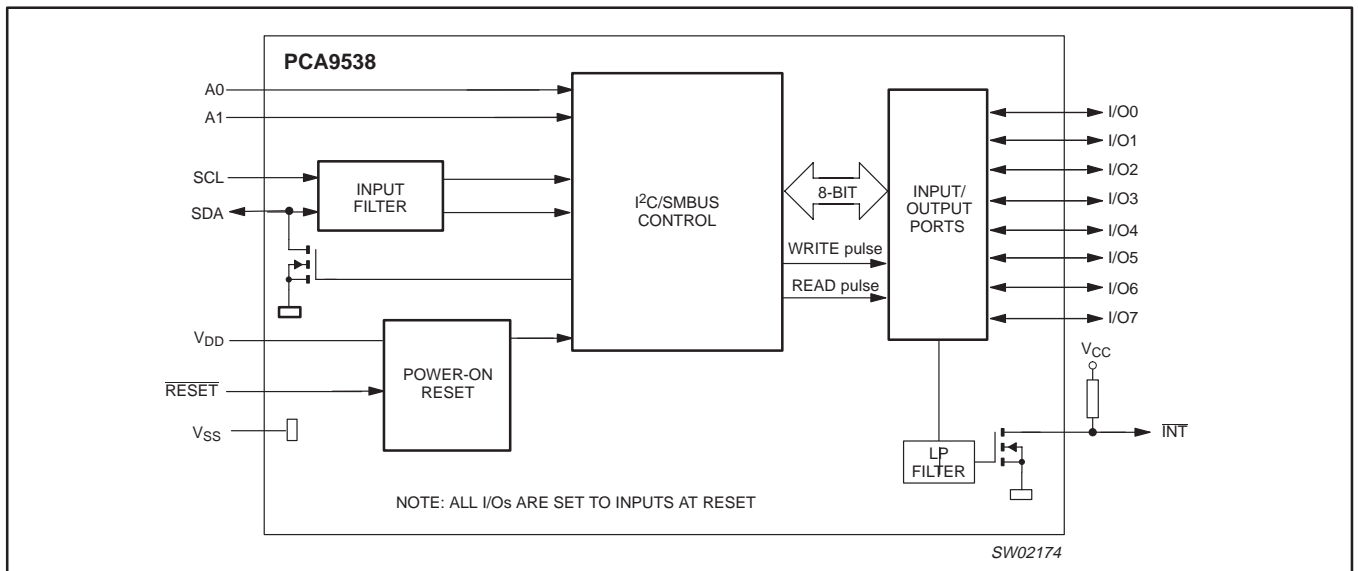 PCA9538
A0
A1
SCL
SDA
INPUT
FILTER
I²C/SMBUS
CONTROL
8-BIT
WRITE pulse
READ pulse
INPUT/
OUTPUT
PORTS
I/O0
I/O1
I/O2
I/O3
I/O4
I/O5
I/O6
I/O7
VDD
RESET
VSS
POWER-ON
RESET
VCC
INT
LP
FILTER
NOTE: ALL I/Os ARE SET TO INPUTS AT RESET
SW02174